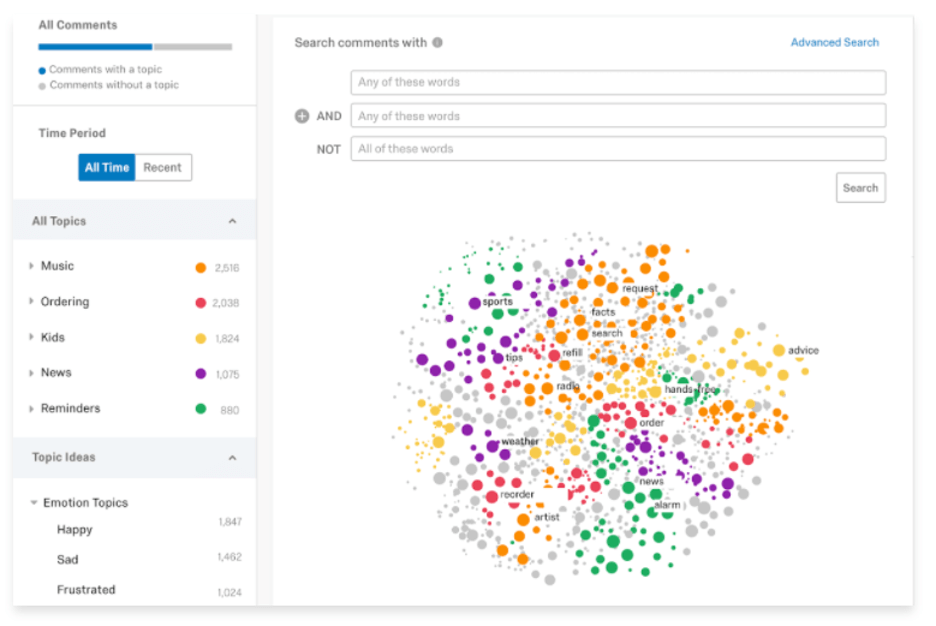 All Comments
Comments with a topic
Comments without a topic
Time Period
All Time Recent
All Topics
Music 2,516
Ordering 2,038
Kids 1,824
News 1,075
Reminders 880
Topic Ideas
Emotion Topics
Happy 1,847
Sad 1,462
Frustrated 1,024
Search comments with
Advanced Search
Any of these words
AND Any of these words
NOT All of these words
Search
request
sports
facts
search
advice
refill
tips
radio
hands-free
order
weather
news
reorder
alarm
artist